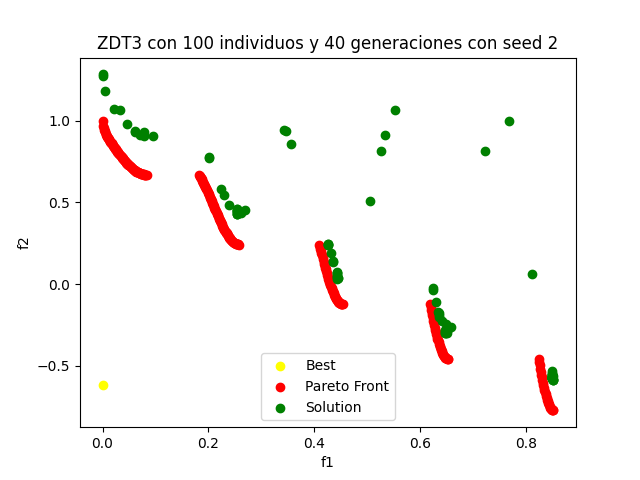 ZDT3 con 100 individuos y 40 generaciones con seed 2
f2
1.0
0.5
0.0
−0.5
Best
Pareto Front
Solution
0.0 0.2 0.4 0.6 0.8
f1